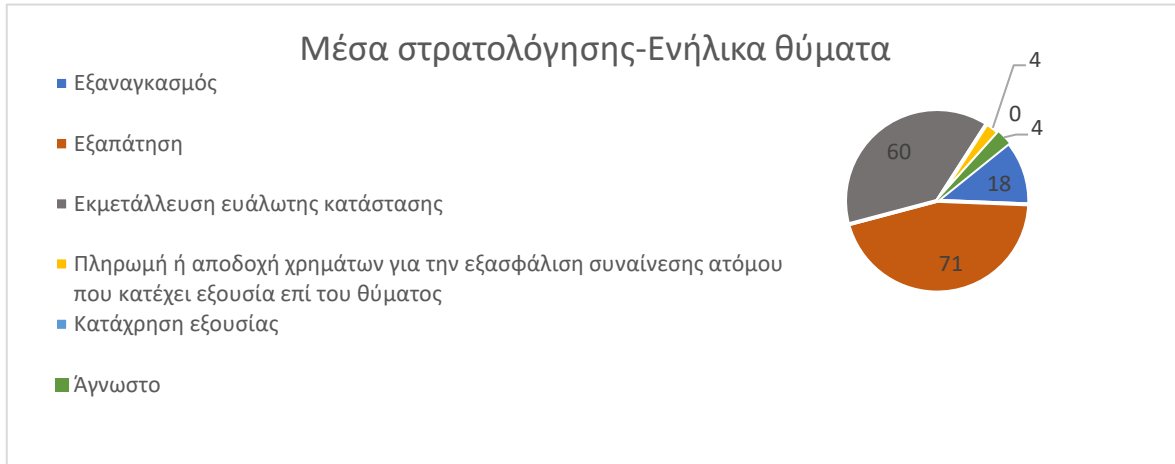 Μέσα στρατολόγησης-Ενήλικα θύματα
Εξαναγκασμός
Εξαπάτηση
Εκμετάλλευση ευάλωτης κατάστασης
Πληρωμή ή αποδοχή χρημάτων για την εξασφάλιση συναίνεσης ατόμου
που κατέχει εξουσία επί του θύματος
Κατάχρηση εξουσίας
Άγνωστο
4
0
4
60
18
71